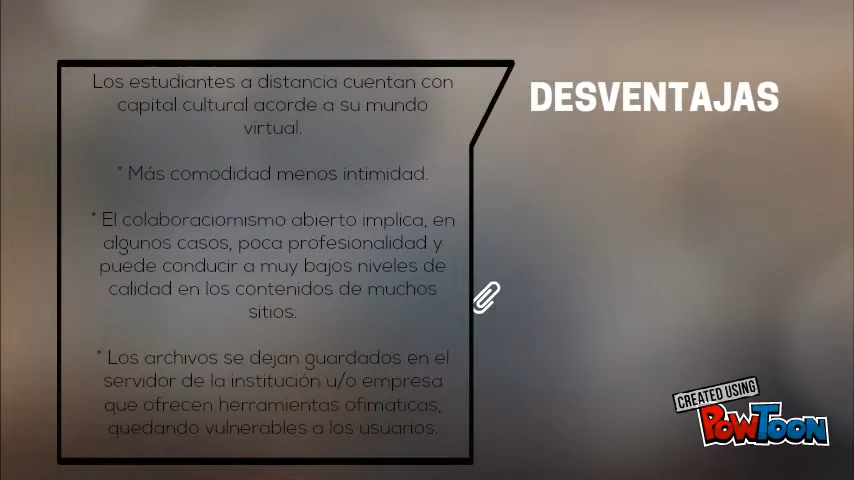 Los estudiantes a distancia cuentan con
capital cultural acorde a su mundo
virtual.
* Más comodidad menos intimidad.
* El colaboraciomismo abierto implica, en
algunos casos, poca profesionalidad y
puede conducir a muy bajos niveles de
calidad en los contenidos de muchos
sitios.
* Los archivos se dejan guardados en el
servidor de la institución u/o empresa
que ofrecen herramientas ofimaticas,
quedando vulnerables a los usuarios.
DESVENTAJAS
CREATED USING
POWTOON